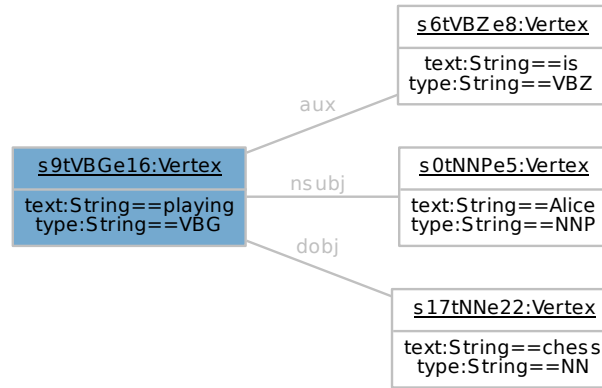 s6tVBZe8:Vertex
text:String==is
type:String==VBZ
aux
s9tVBGe16:Vertex
text:String==playing
type:String==VBG
nsubj
s0tNNPe5:Vertex
text:String==Alice
type:String==NNP
dobj
s17tNNe22:Vertex
text:String==chess
type:String==NN